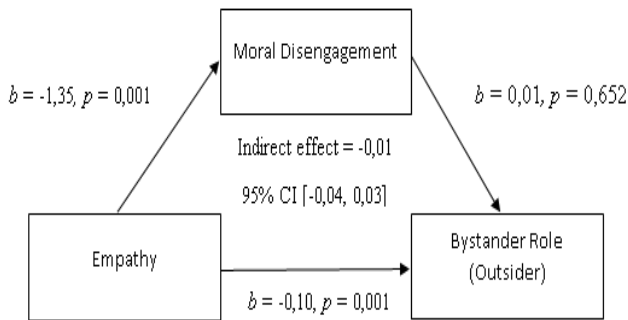 Moral Disengagement
b = -1,35, p = 0,001
b = 0,01, p = 0,652
Indirect effect = -0,01
95% CI [-0,04, 0,03]
Empathy
Bystander Role
(Outsider)
b = -0,10, p = 0,001